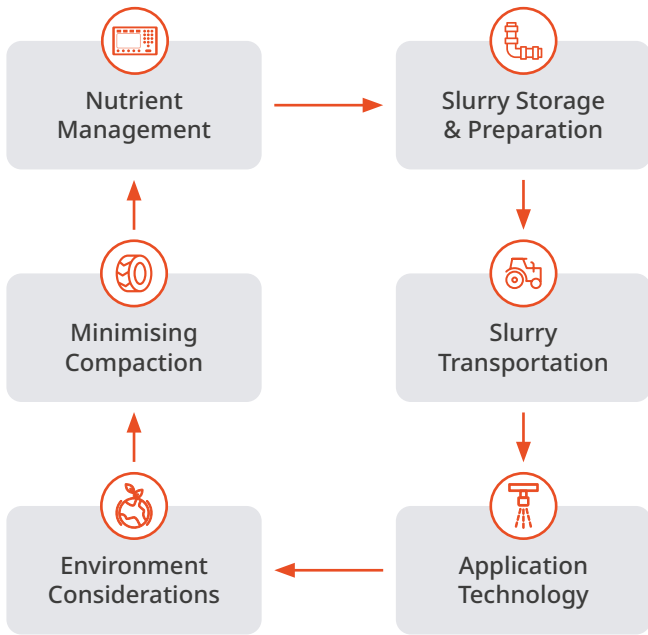 Nutrient
Management
Slurry Storage
& Preparation
Minimising
Compaction
Slurry
Transportation
Environment
Considerations
Application
Technology